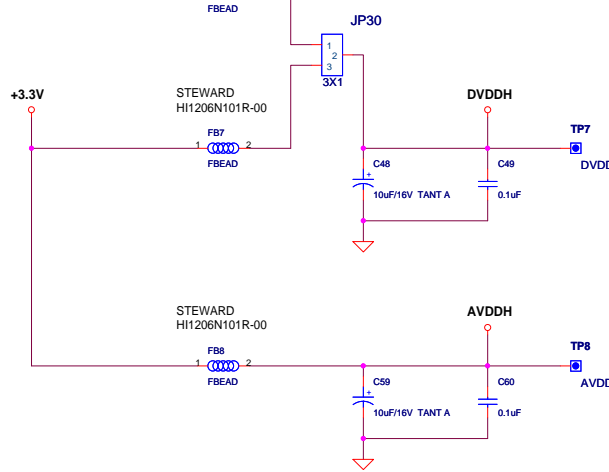 FBEAD
JP30
1
2
3
3X1
+3.3V
STEWARD
HI1206N101R-00
DVDDH
FB7
1 2
FBEAD
TP7
C48
C49
DVDD
+
10uF/16V TANT A
0.1uF
STEWARD
HI1206N101R-00
AVDDH
FB8
1 2
FBEAD
TP8
C59
C60
AVDD
+
10uF/16V TANT A
0.1uF